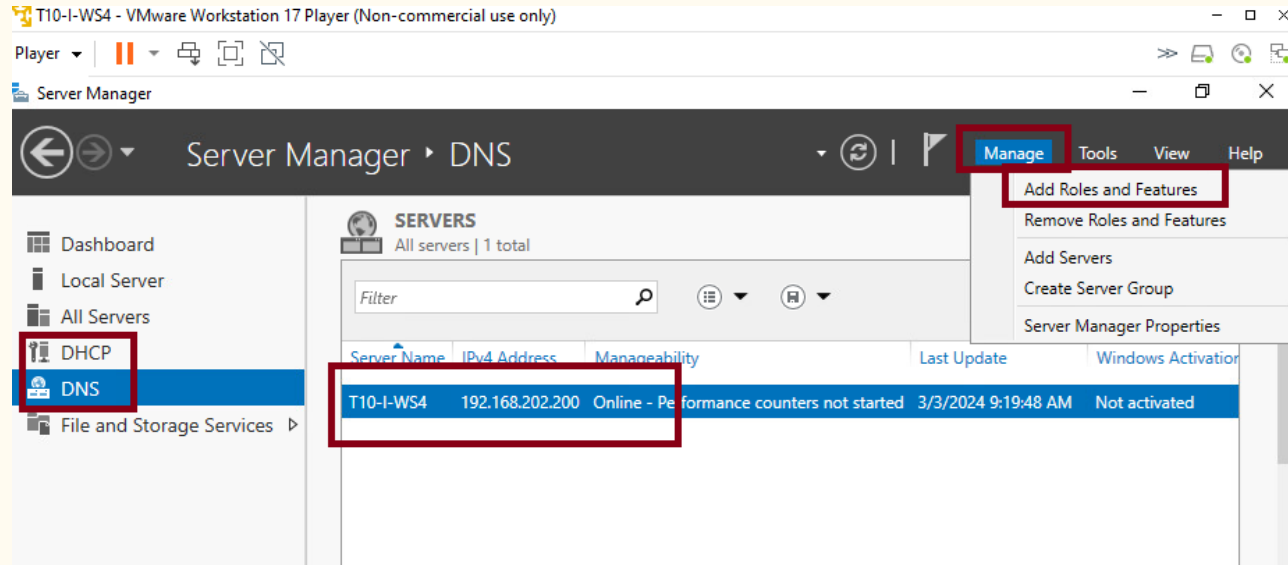 T10-I-WS4 - VMware Workstation 17 Player (Non-commercial use only)
Player
Server Manager
Server Manager DNS
Manage Tools View Help
Add Roles and Features
Remove Roles and Features
Add Servers
Create Server Group
Server Manager Properties
Dashboard
Local Server
All Servers
DHCP
DNS
File and Storage Services
SERVERS
All servers | 1 total
Filter
Server Name IPv4 Address Manageability Last Update Windows Activation
T10-I-WS4 192.168.202.200 Online - Performance counters not started 3/3/2024 9:19:48 AM Not activated